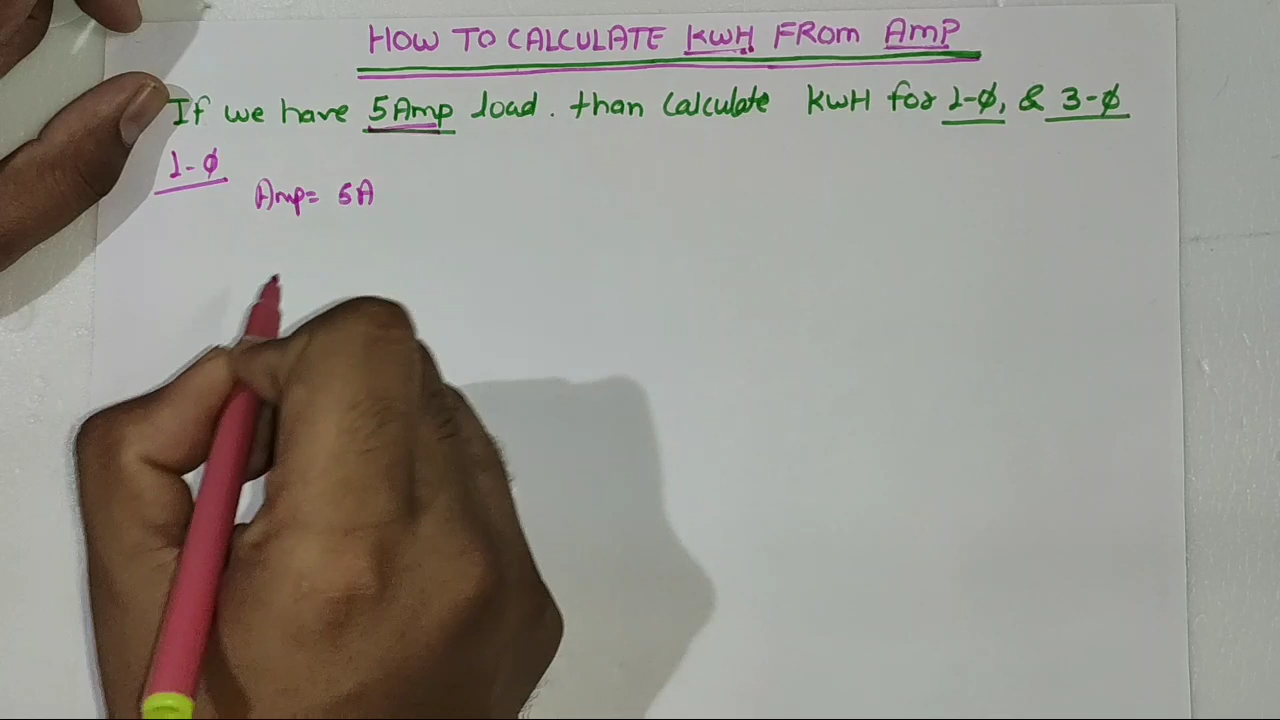 HOW TO CALCULATE KWH FROM AMP
If we have 5Amp load. than Calculate KWH for 1-ϕ, & 3-ϕ
1-ϕ
Amp= 5A